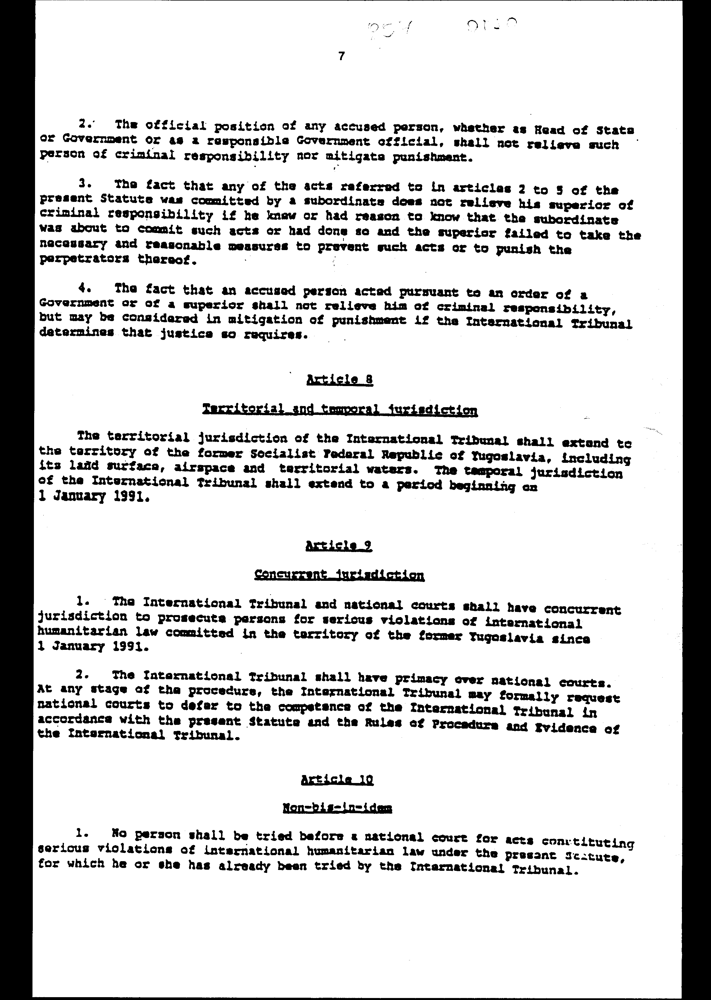 7
2. The official position of any accused person, whether as Head of State
or Government or as a responsible Government official, shall not relieve such
person of criminal responsibility nor mitigate punishment.
3. The fact that any of the acts referred to in articles 2 to 5 of the
present Statute was committed by a subordinate does not relieve his superior of
criminal responsibility if he knew or had reason to know that the subordinate
was about to commit such acts or had done so and the superior failed to take the
necessary and reasonable measures to prevent such acts or to punish the
perpetrators thereof.
4. The fact that an accused person acted pursuant to an order of a
Government or of a superior shall not relieve him of criminal responsibility,
but may be considered in mitigation of punishment if the International Tribunal
determines that justice so requires.
Article 8
Territorial and temporal jurisdiction
The territorial jurisdiction of the International Tribunal shall extend to
the territory of the former Socialist Federal Republic of Yugoslavia, including
its land surface, airspace and territorial waters. The temporal jurisdiction
of the International Tribunal shall extend to a period beginning on
1 January 1991.
Article 9
Concurrent jurisdiction
1. The International Tribunal and national courts shall have concurrent
jurisdiction to prosecute persons for serious violations of international
humanitarian law committed in the territory of the former Yugoslavia since
1 January 1991.
2. The International Tribunal shall have primacy over national courts.
At any stage of the procedure, the International Tribunal may formally request
national courts to defer to the competence of the International Tribunal in
accordance with the present Statute and the Rules of Procedure and Evidence of
the International Tribunal.
Article 10
Non-bis-in-idem
1. No person shall be tried before a national court for acts constituting
serious violations of international humanitarian law under the present Statute,
for which he or she has already been tried by the International Tribunal.